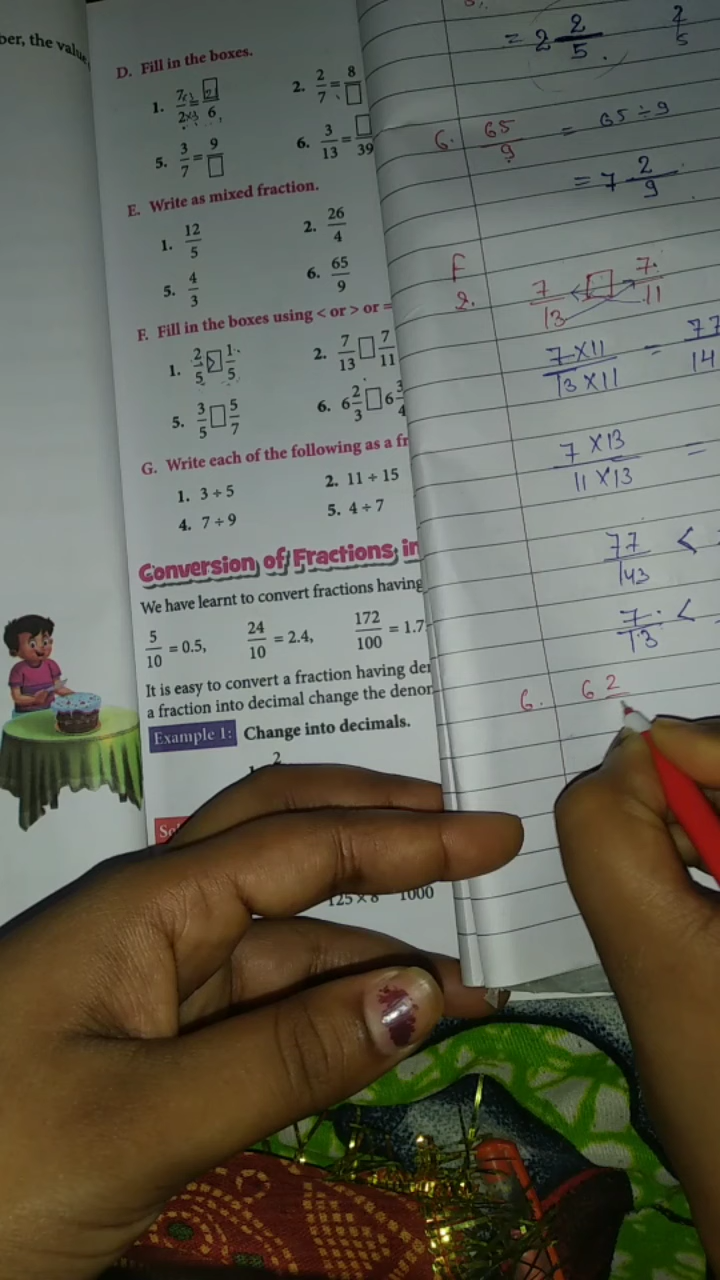 ber, the value
D. Fill in the boxes.
1. 7×3/2×3 = □/6,
2. 2/7 = 8/□
5. 3/7 = 9/□
6. 3/13 = □/39
E. Write as mixed fraction.
1. 12/5
2. 26/4
5. 4/3
6. 65/9
F. Fill in the boxes using < or > or =
1. 2/5 > 1/5
2. 7/13 □ 7/11
5. 3/5 □ 5/7
6. 6 2/3 □ 6 3/4
G. Write each of the following as a fr
1. 3 ÷ 5
2. 11 ÷ 15
4. 7 ÷ 9
5. 4 ÷ 7
Conversion of Fractions in
We have learnt to convert fractions having
5/10 = 0.5, 24/10 = 2.4, 172/100 = 1.7
It is easy to convert a fraction having de
a fraction into decimal change the denor
Example 1: Change into decimals.
2
125 × 8 1000
= 2 2/5. 2/5
6. 65/9 = 65 ÷ 9
= 7 2/9
F
2. 7/13 □ 7/11
7×11/13×11 = 77/14
7×13/11×13 =
77/143 <
7/13 <
6. 6 2